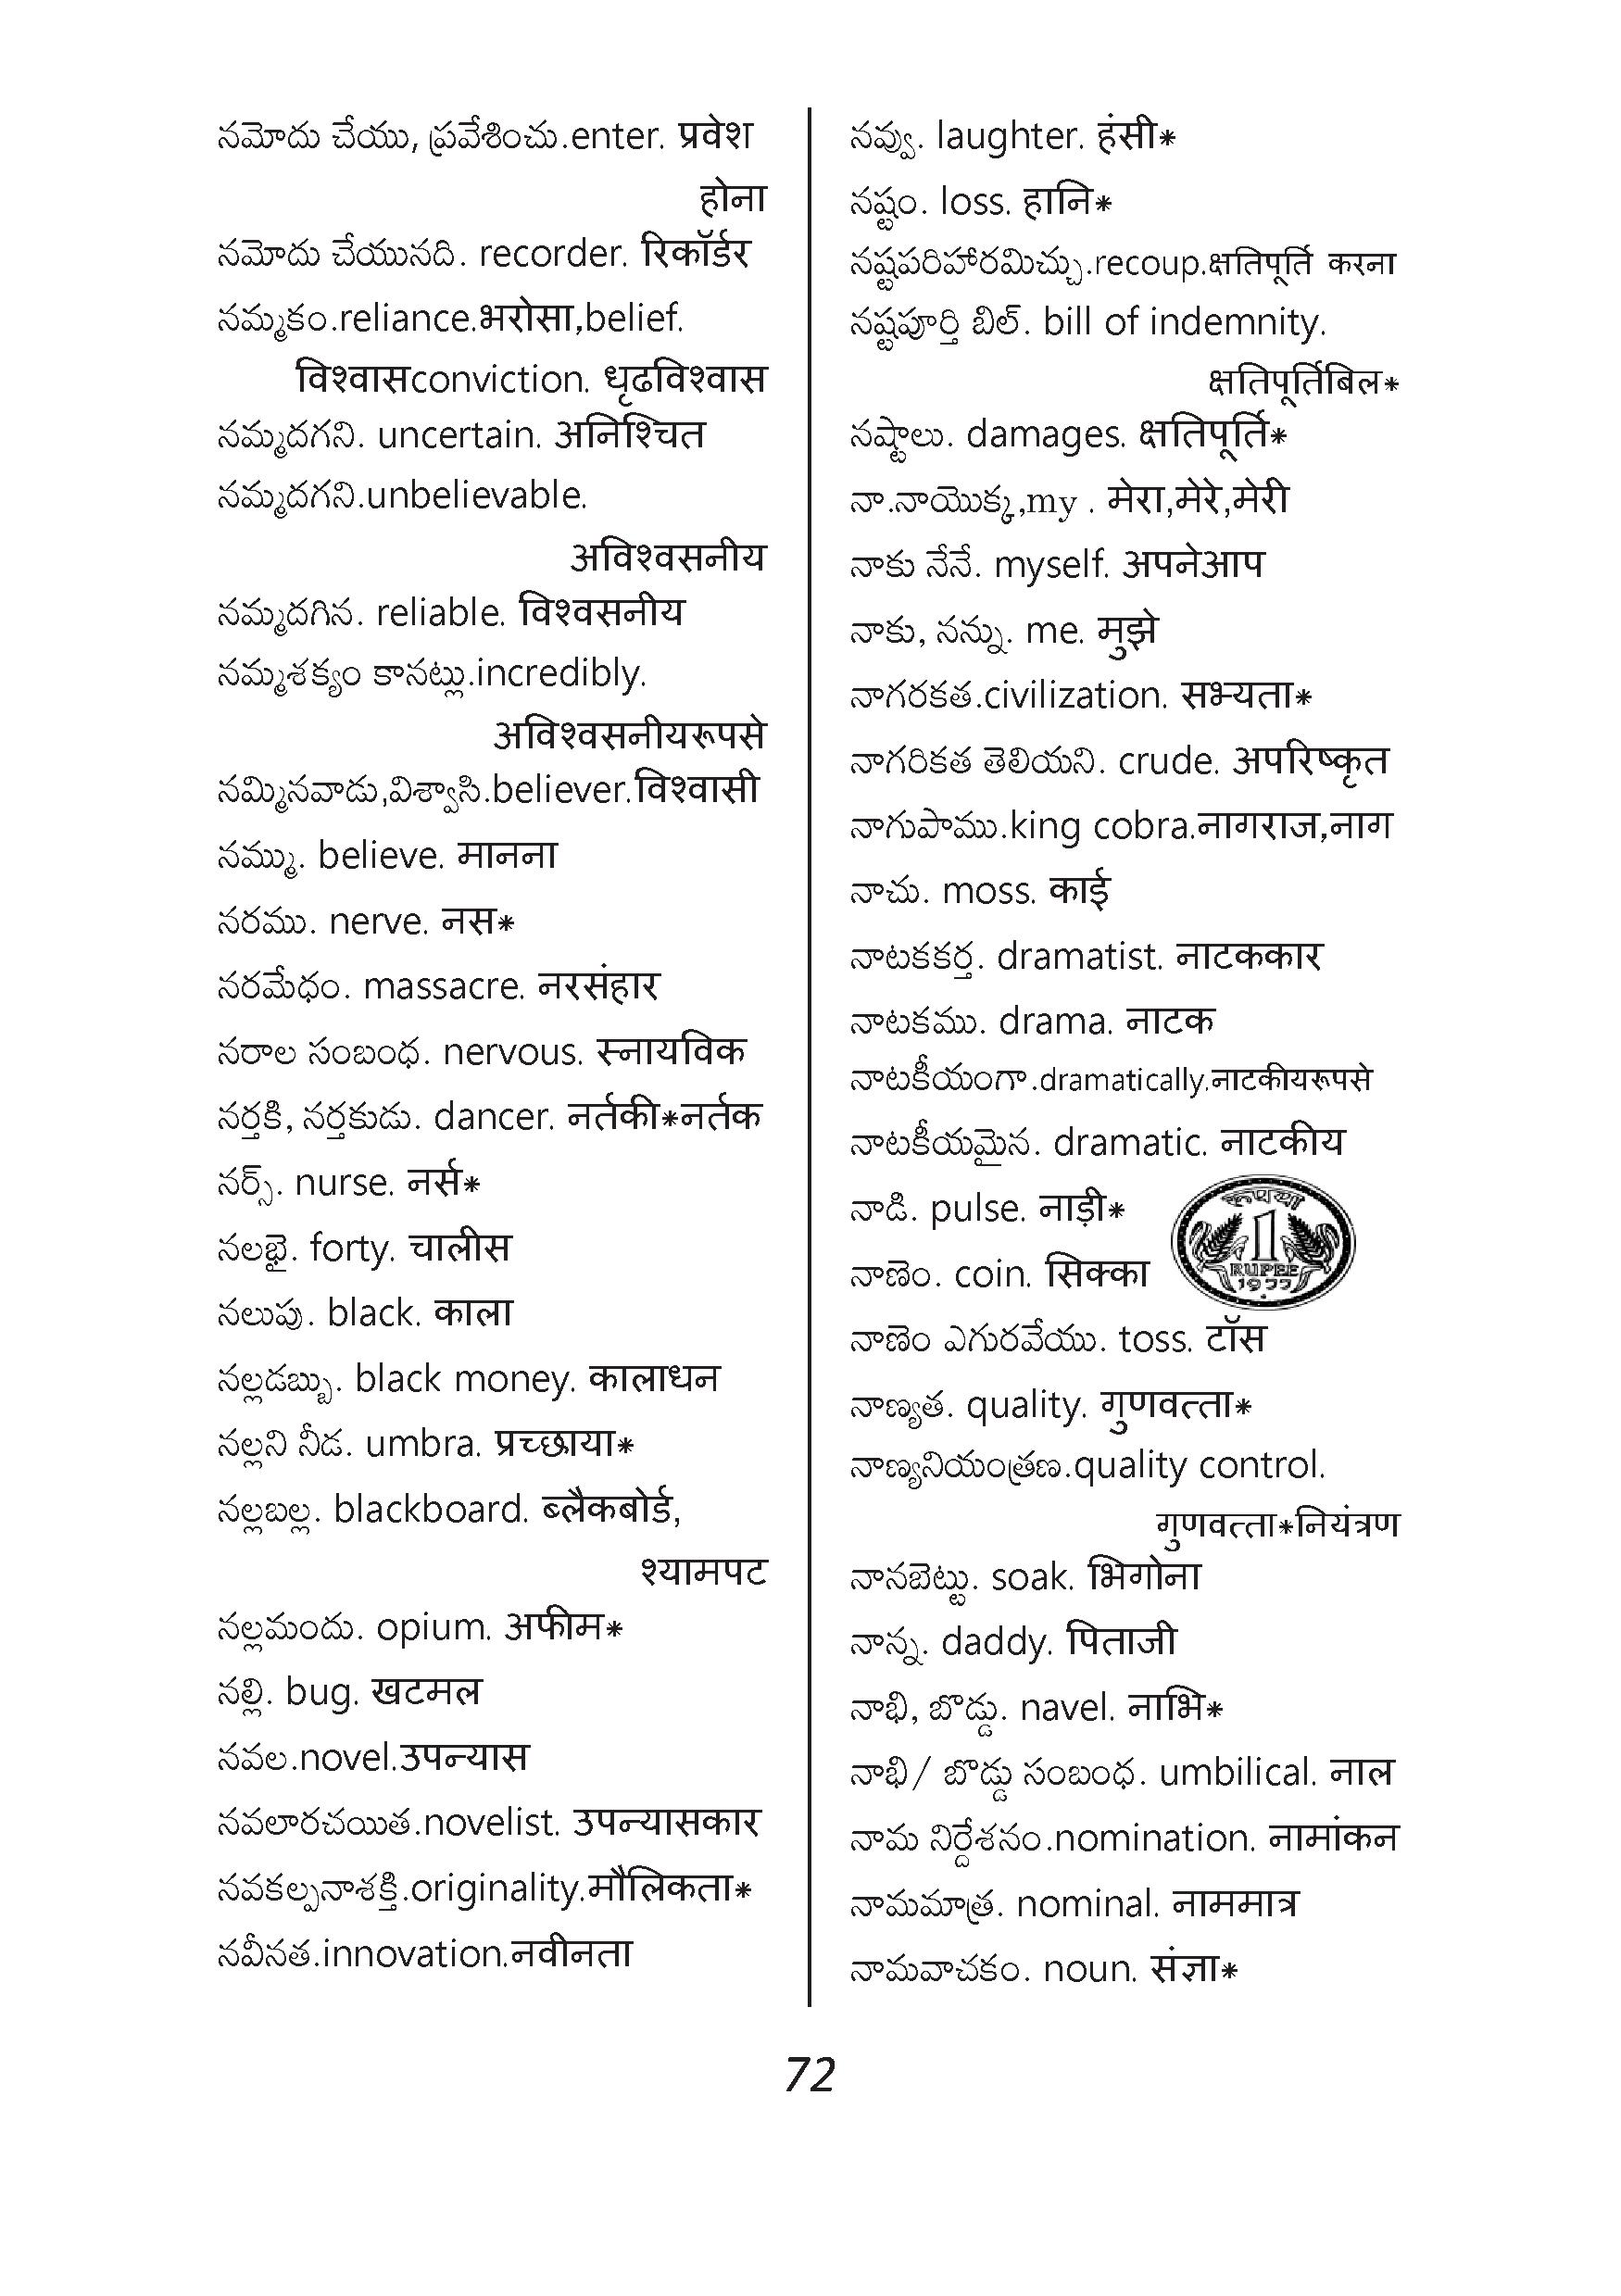 నమోదు చేయు, ప్రవేశించు.enter. प्रवेश
होना
నమోదు చేయునది. recorder. रिकॉर्डर
నమ్మకం.reliance.भरोसा,belief.
विश्वासconviction. धृढविश्वास
నమ్మదగని. uncertain. अनिश्चित
నమ్మదగని.unbelievable.
अविश्वसनीय
నమ్మదగిన. reliable. विश्वसनीय
నమ్మశక్యం కానట్లు.incredibly.
अविश्वसनीयरूपसे
నమ్మినవాడు,విశ్వాసి.believer.विश्वासी
నమ్ము. believe. मानना
నరము. nerve. नस*
నరమేధం. massacre. नरसंहार
నరాల సంబంధ. nervous. स्नायविक
నర్తకి, నర్తకుడు. dancer. नर्तकी*नर्तक
నర్స్. nurse. नर्स*
నలభై. forty. चालीस
నలుపు. black. काला
నల్లడబ్బు. black money. कालाधन
నల్లని నీడ. umbra. प्रच्छाया*
నల్లబల్ల. blackboard. ब्लैकबोर्ड,
श्यामपट
నల్లమందు. opium. अफीम*
నల్లి. bug. खटमल
నవల.novel.उपन्यास
నవలారచయిత.novelist. उपन्यासकार
నవకల్పనాశక్తి.originality.मौलिकता*
నవీనత.innovation.नवीनता
నవ్వు. laughter. हंसी*
నష్టం. loss. हानि*
నష్టపరిహారమిచ్చు.recoup.क्षतिपूर्ति करना
నష్టపూర్తి బిల్. bill of indemnity.
क्षतिपूर्तिबिल*
నష్టాలు. damages. क्षतिपूर्ति*
నా.నాయొక్క,my . मेरा,मेरे,मेरी
నాకు నేనే. myself. अपनेआप
నాకు, నన్ను. me. मुझे
నాగరకత.civilization. सभ्यता*
నాగరికత తెలియని. crude. अपरिष्कृत
నాగుపాము.king cobra.नागराज,नाग
నాచు. moss. काई
నాటకకర్త. dramatist. नाटककार
నాటకము. drama. नाटक
నాటకీయంగా.dramatically.नाटकीयरूपसे
నాటకీయమైన. dramatic. नाटकीय
నాడి. pulse. नाड़ी*
रूपया
1
RUPEE
1977
నాణెం. coin. सिक्का
నాణెం ఎగురవేయు. toss. टॉस
నాణ్యత. quality. गुणवत्ता*
నాణ్యనియంత్రణ.quality control.
गुणवत्ता*नियंत्रण
నానబెట్టు. soak. भिगोना
నాన్న. daddy. पिताजी
నాభి, బొడ్డు. navel. नाभि*
నాభి/ బొడ్డు సంబంధ. umbilical. नाल
నామ నిర్దేశనం.nomination. नामांकन
నామమాత్ర. nominal. नाममात्र
నామవాచకం. noun. संज्ञा*
72